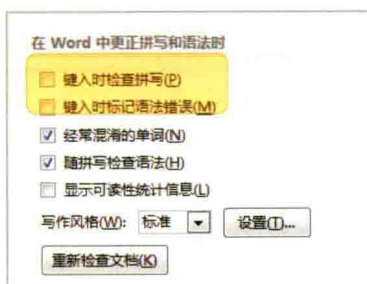 在 Word 中更正拼写和语法时
键入时检查拼写(P)
键入时标记语法错误(M)
经常混淆的单词(N)
随拼写检查语法(H)
显示可读性统计信息(L)
写作风格(W): 标准 设置(T)...
重新检查文档(K)